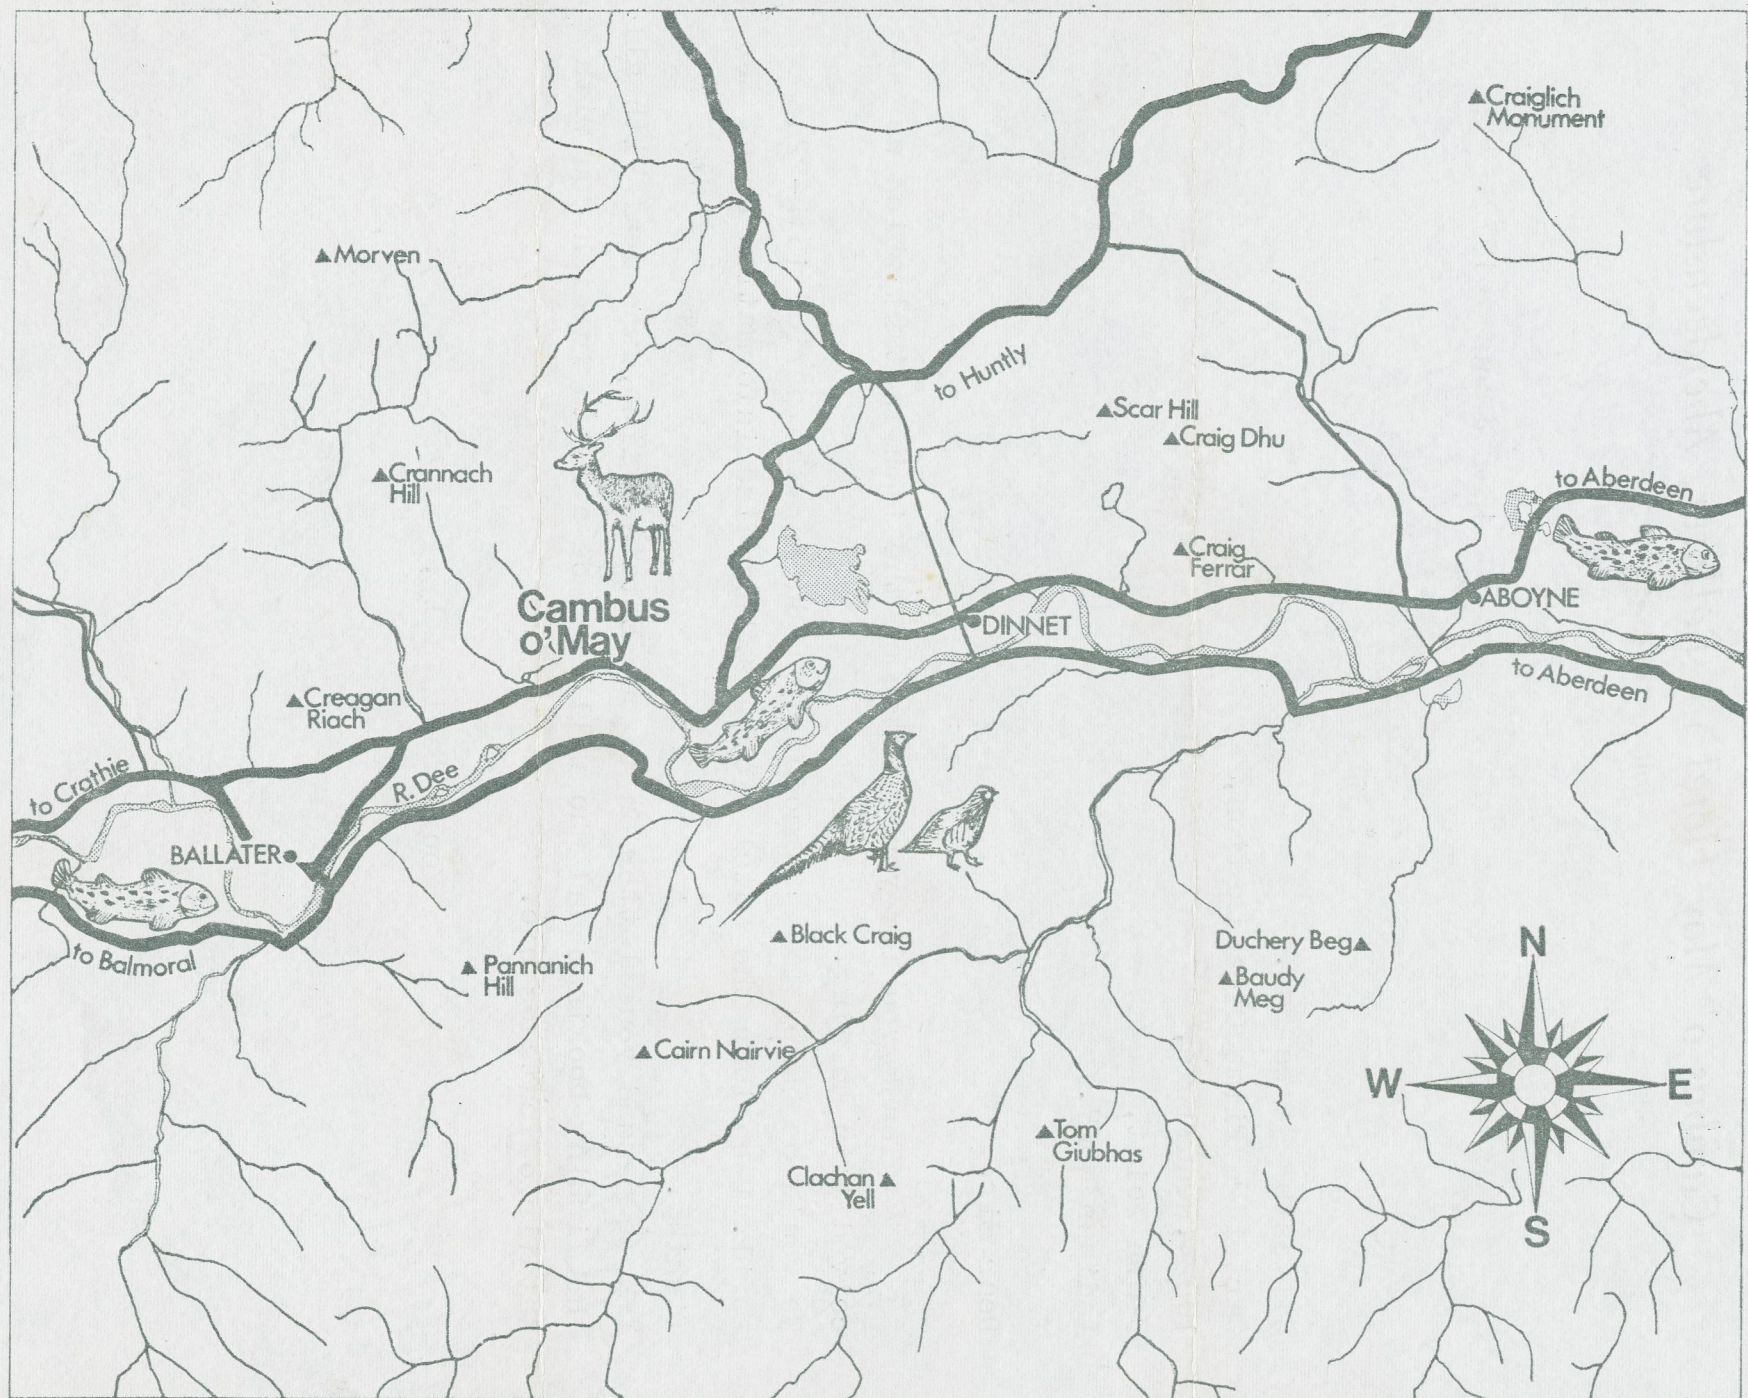 Craiglich
Monument
Morven
to Huntly
Scar Hill
Craig Dhu
Crannach
Hill
to Aberdeen
Craig
Ferrar
Cambus
o'May
ABOYNE
DINNET
to Aberdeen
Creagan
Riach
to Crathie
R. Dee
BALLATER
to Balmoral
Black Craig
Pannanich
Hill
Duchery Beg
Baudy
Meg
N
W
E
S
Cairn Nairvie
Tom
Giubhas
Clachan
Yell